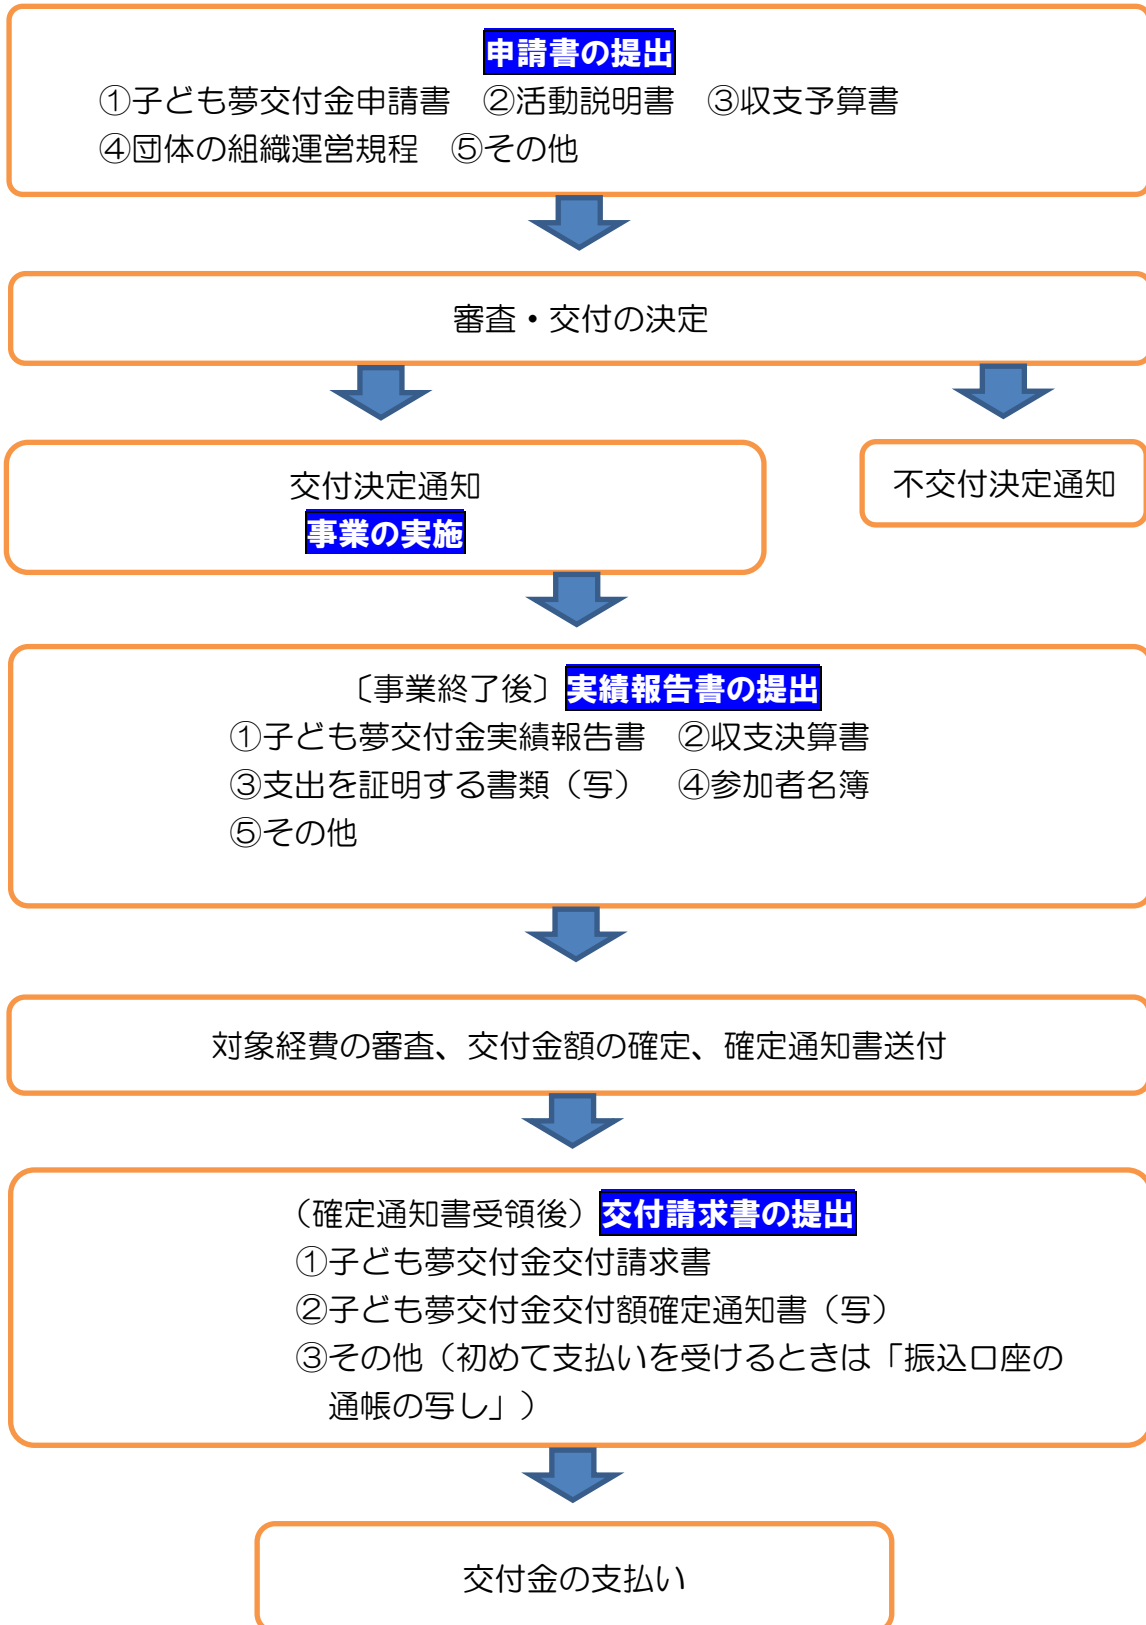 申請書の提出
①子ども夢交付金申請書　②活動説明書　③収支予算書
④団体の組織運営規程　⑤その他
審査・交付の決定
交付決定通知
事業の実施
不交付決定通知
〔事業終了後〕実績報告書の提出
①子ども夢交付金実績報告書　②収支決算書
③支出を証明する書類（写）　④参加者名簿
⑤その他
対象経費の審査、交付金額の確定、確定通知書送付
（確定通知書受領後）交付請求書の提出
①子ども夢交付金交付請求書
②子ども夢交付金交付額確定通知書（写）
③その他（初めて支払いを受けるときは「振込口座の
通帳の写し」）
交付金の支払い